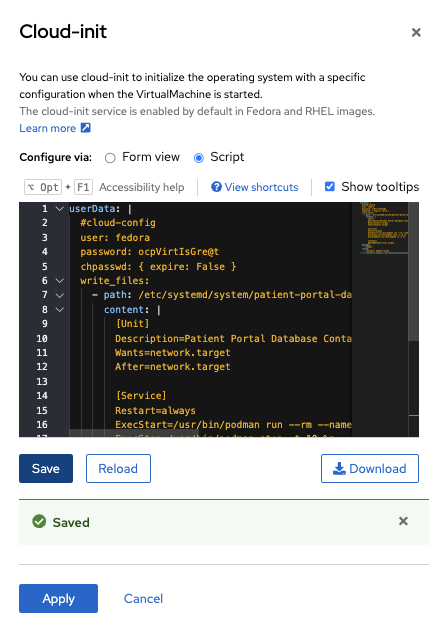 Cloud-init
You can use cloud-init to initialize the operating system with a specific
configuration when the VirtualMachine is started.
The cloud-init service is enabled by default in Fedora and RHEL images.
Learn more
Configure via: Form view Script
⌥ Opt + F1 Accessibility help View shortcuts Show tooltips
1 userData: |
2 #cloud-config
3 user: fedora
4 password: ocpVirtIsGre@t
5 chpasswd: { expire: False }
6 write_files:
7 - path: /etc/systemd/system/patient-portal-da
8 content: |
9 [Unit]
10 Description=Patient Portal Database Conta
11 Wants=network.target
12 After=network.target
13
14 [Service]
15 Restart=always
16 ExecStart=/usr/bin/podman run --rm --name
Save Reload Download
Saved
Apply Cancel